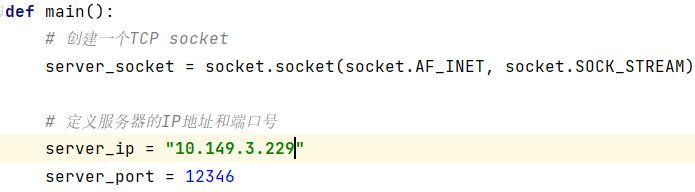 def main():
# 创建一个TCP socket
server_socket = socket.socket(socket.AF_INET, socket.SOCK_STREAM)
# 定义服务器的IP地址和端口号
server_ip = "10.149.3.229"
server_port = 12346